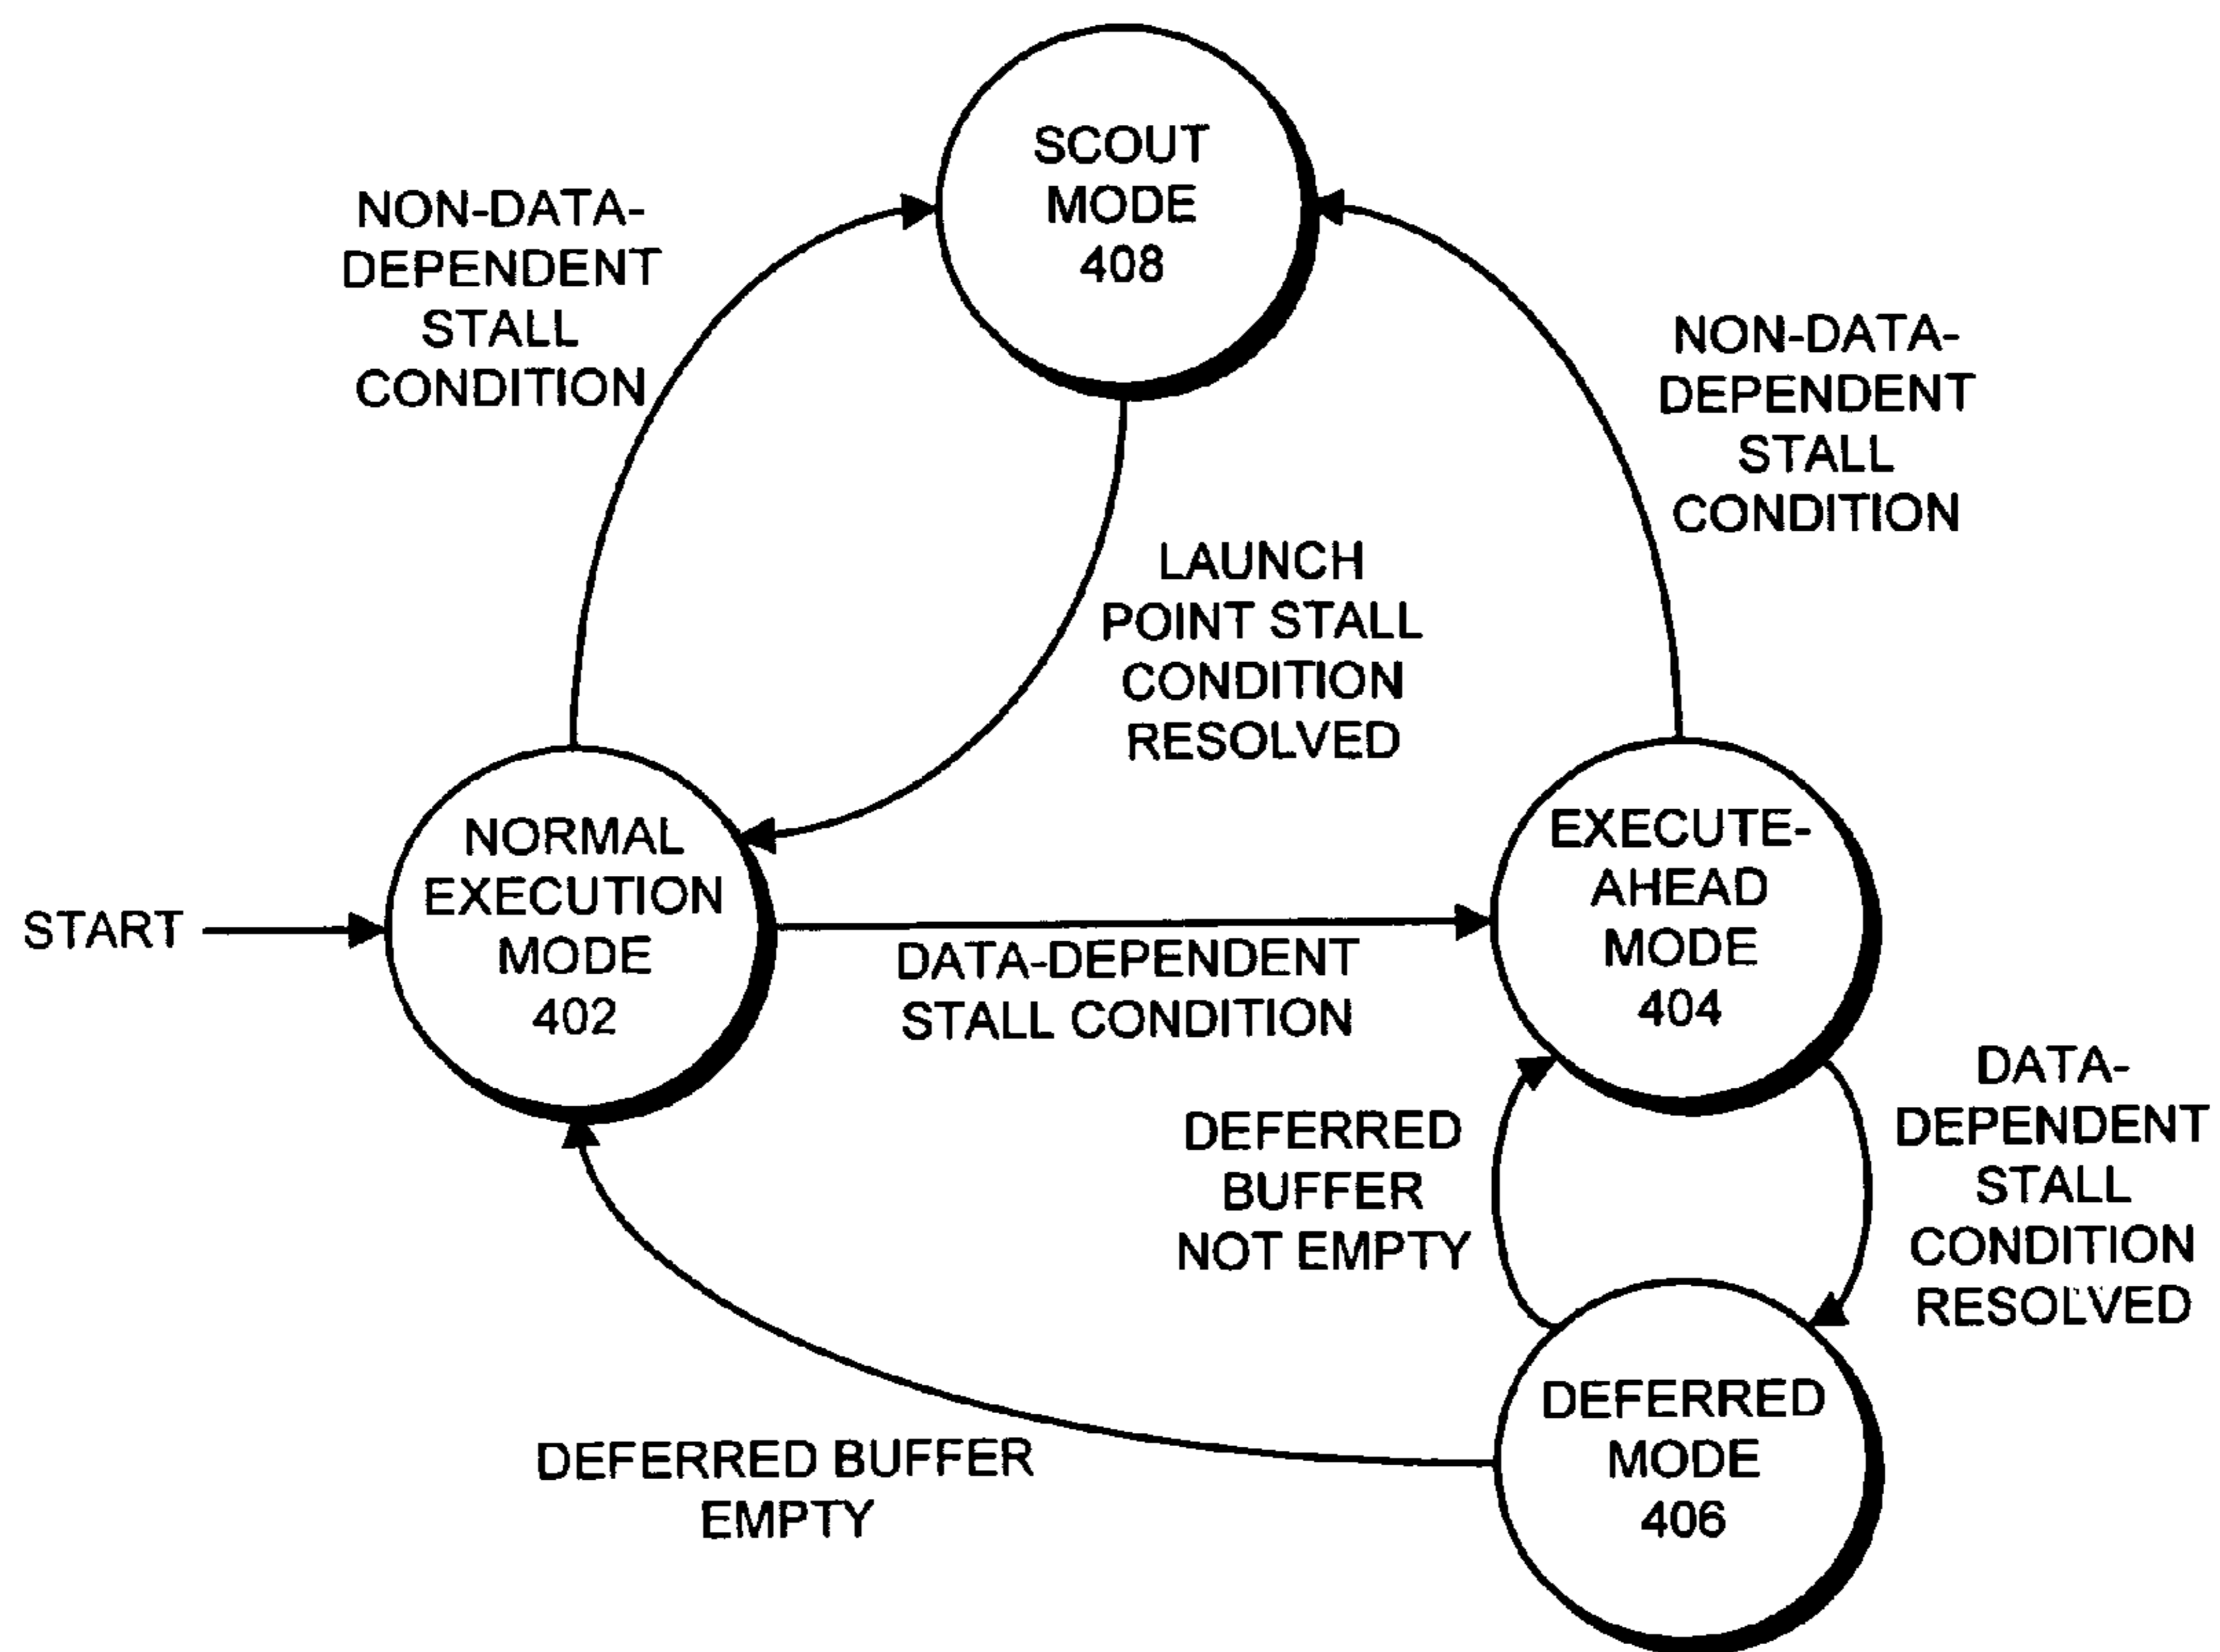 SCOUT
MODE
408
NON-DATA-
DEPENDENT
STALL
CONDITION
NON-DATA-
DEPENDENT
STALL
CONDITION
LAUNCH
POINT STALL
CONDITION
RESOLVED
START
NORMAL
EXECUTION
MODE
402
DATA-DEPENDENT
STALL CONDITION
EXECUTE-
AHEAD
MODE
404
DEFERRED
BUFFER
NOT EMPTY
DATA-
DEPENDENT
STALL
CONDITION
RESOLVED
DEFERRED BUFFER
EMPTY
DEFERRED
MODE
406